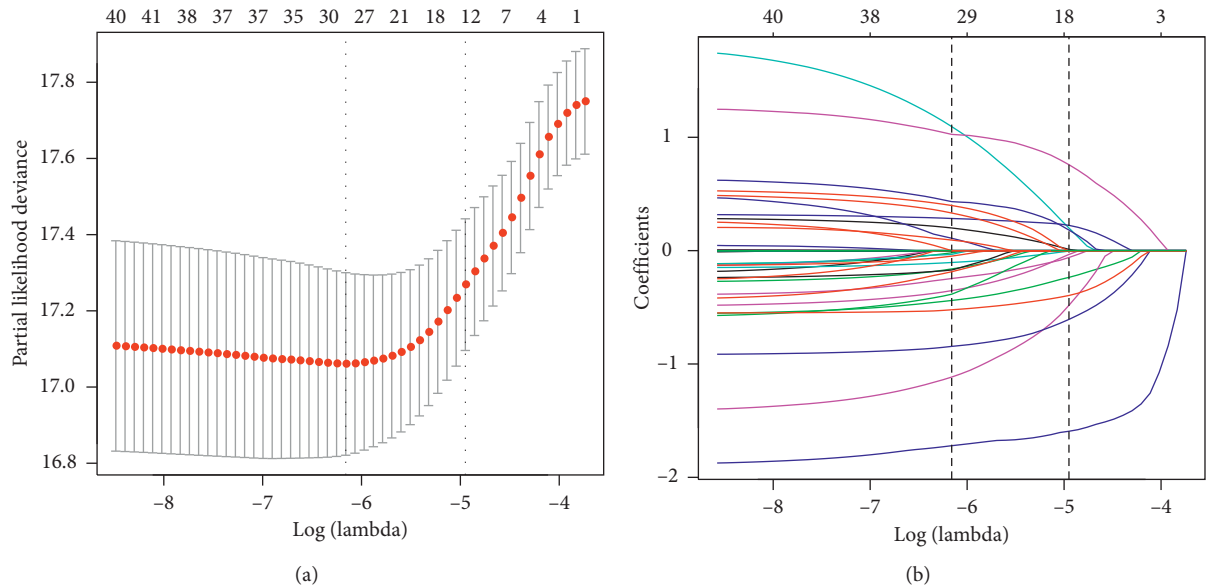 40 41 38 37 37 35 30 27 21 18 12 7 4 1
Partial likelihood deviance
17.8
17.6
17.4
17.2
17.0
16.8
−8 −7 −6 −5 −4
Log (lambda)
(a)
40 38 29 18 3
Coefficients
1
0
−1
−2
−8 −7 −6 −5 −4
Log (lambda)
(b)